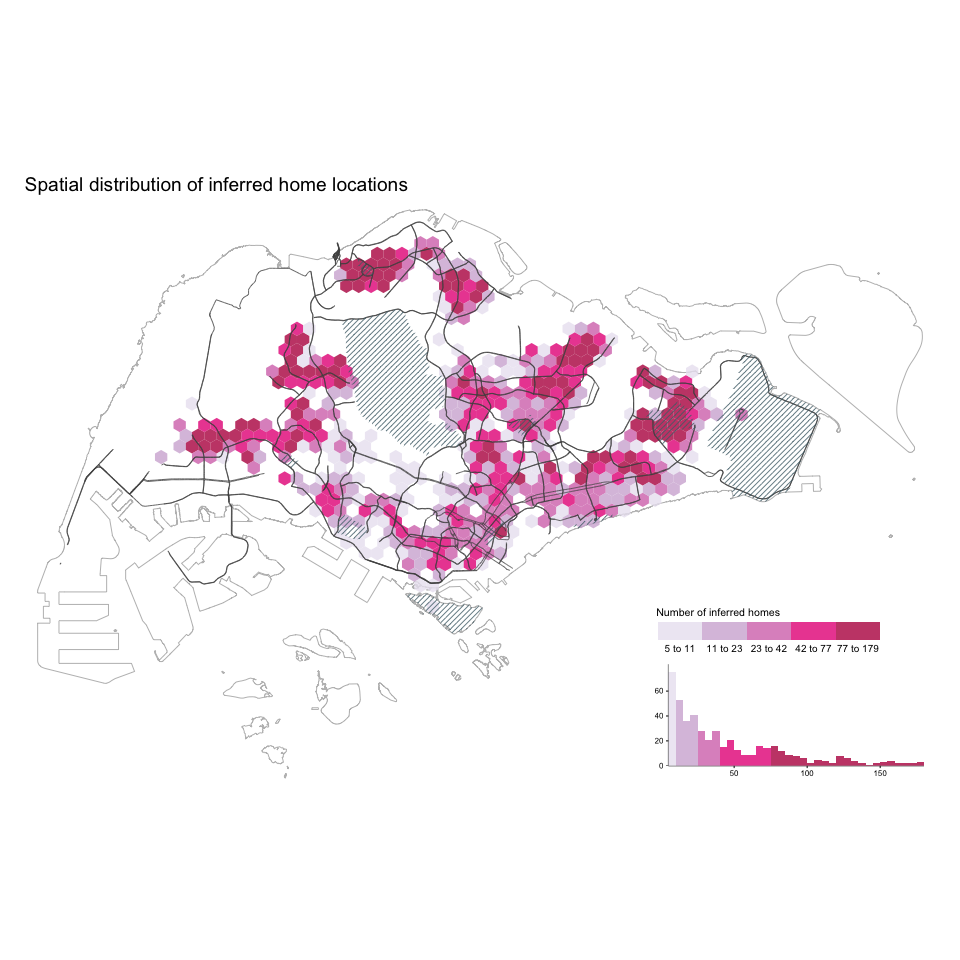 Spatial distribution of inferred home locations
Number of inferred homes
5 to 11 11 to 23 23 to 42 42 to 77 77 to 179
60
40
20
0
50 100 150